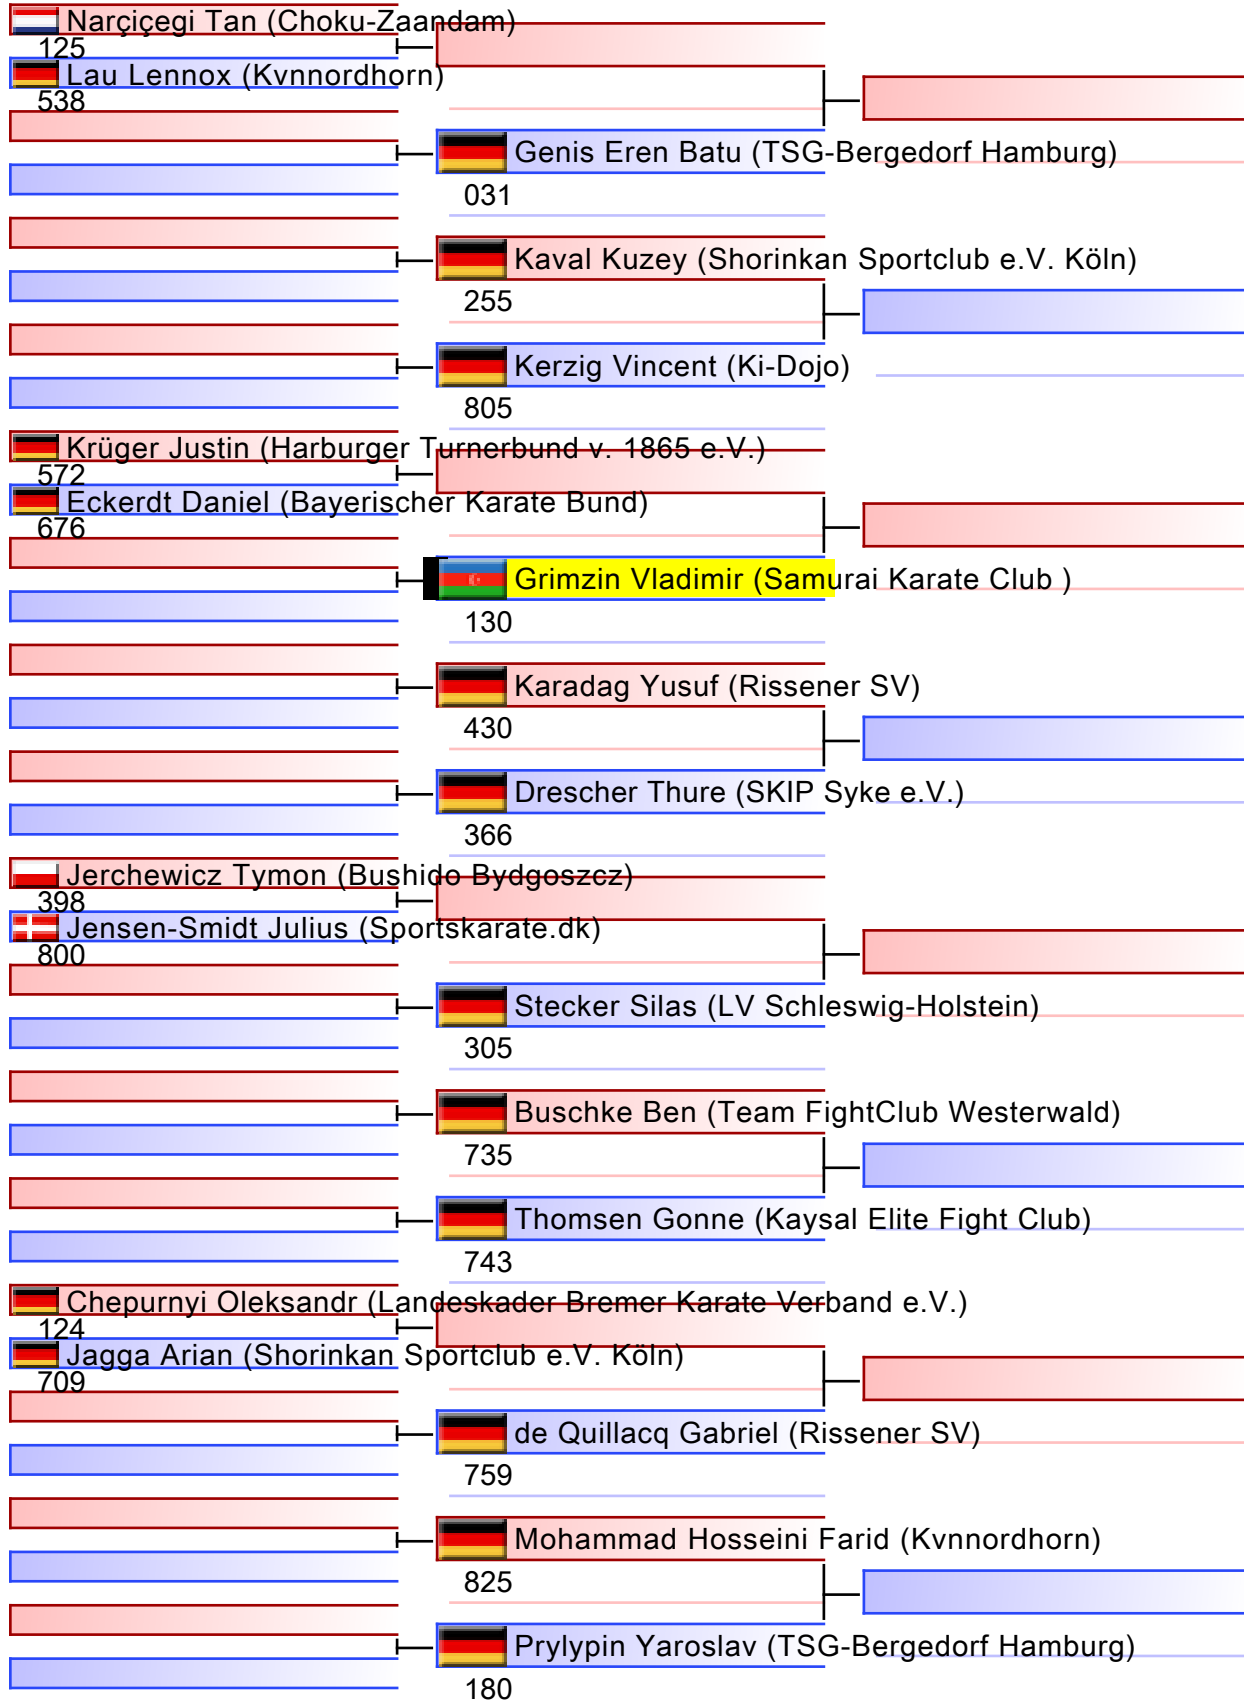 Narçiçegi Tan (Choku-Zaandam)
125
Lau Lennox (Kvnnordhorn)
538
Genis Eren Batu (TSG-Bergedorf Hamburg)
031
Kaval Kuzey (Shorinkan Sportclub e.V. Köln)
255
Kerzig Vincent (Ki-Dojo)
805
Krüger Justin (Harburger Turnerbund v. 1865 e.V.)
572
Eckerdt Daniel (Bayerischer Karate Bund)
676
Grimzin Vladimir (Samurai Karate Club )
130
Karadag Yusuf (Rissener SV)
430
Drescher Thure (SKIP Syke e.V.)
366
Jerchewicz Tymon (Bushido Bydgoszcz)
398
Jensen-Smidt Julius (Sportskarate.dk)
800
Stecker Silas (LV Schleswig-Holstein)
305
Buschke Ben (Team FightClub Westerwald)
735
Thomsen Gonne (Kaysal Elite Fight Club)
743
Chepurnyi Oleksandr (Landeskader Bremer Karate Verband e.V.)
124
Jagga Arian (Shorinkan Sportclub e.V. Köln)
709
de Quillacq Gabriel (Rissener SV)
759
Mohammad Hosseini Farid (Kvnnordhorn)
825
Prylypin Yaroslav (TSG-Bergedorf Hamburg)
180